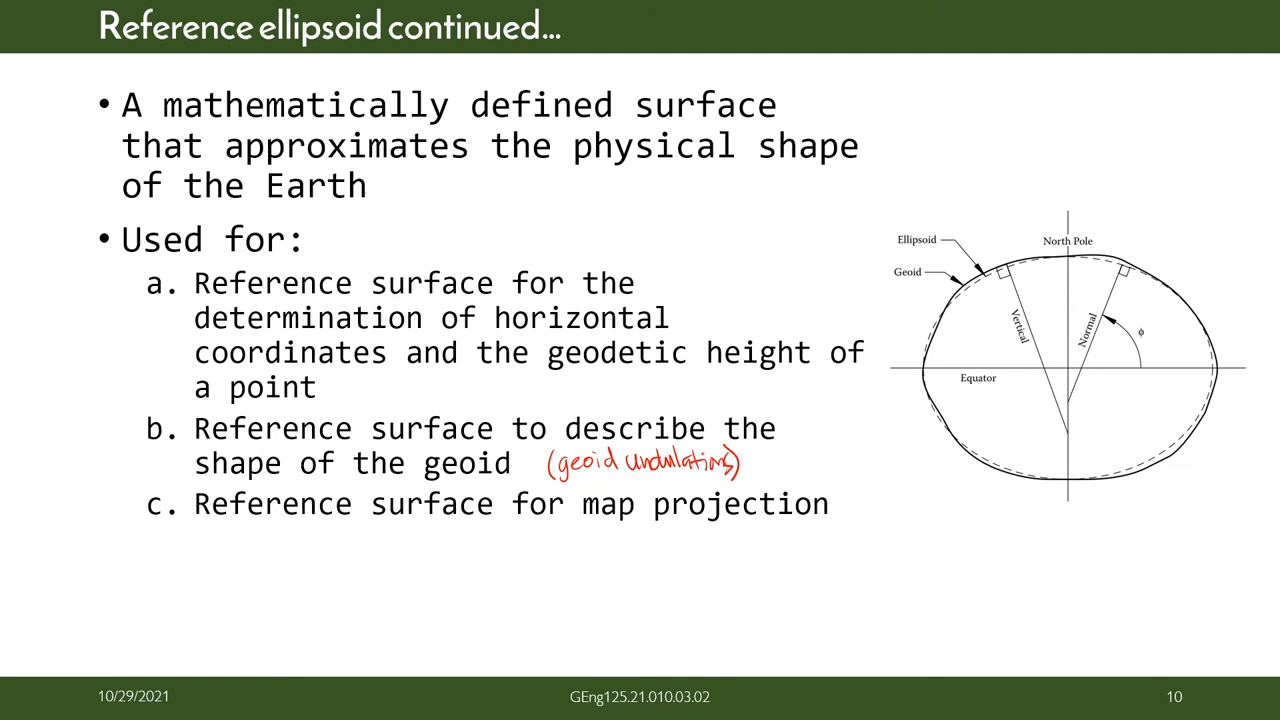 Reference ellipsoid continued...
• A mathematically defined surface
that approximates the physical shape
of the Earth
• Used for:
a. Reference surface for the
determination of horizontal
coordinates and the geodetic height of
a point
b. Reference surface to describe the
shape of the geoid (geoid undulations)
c. Reference surface for map projection
Ellipsoid
North Pole
Geoid
Vertical
Normal
ϕ
Equator
10/29/2021
GEng125.21.010.03.02
10